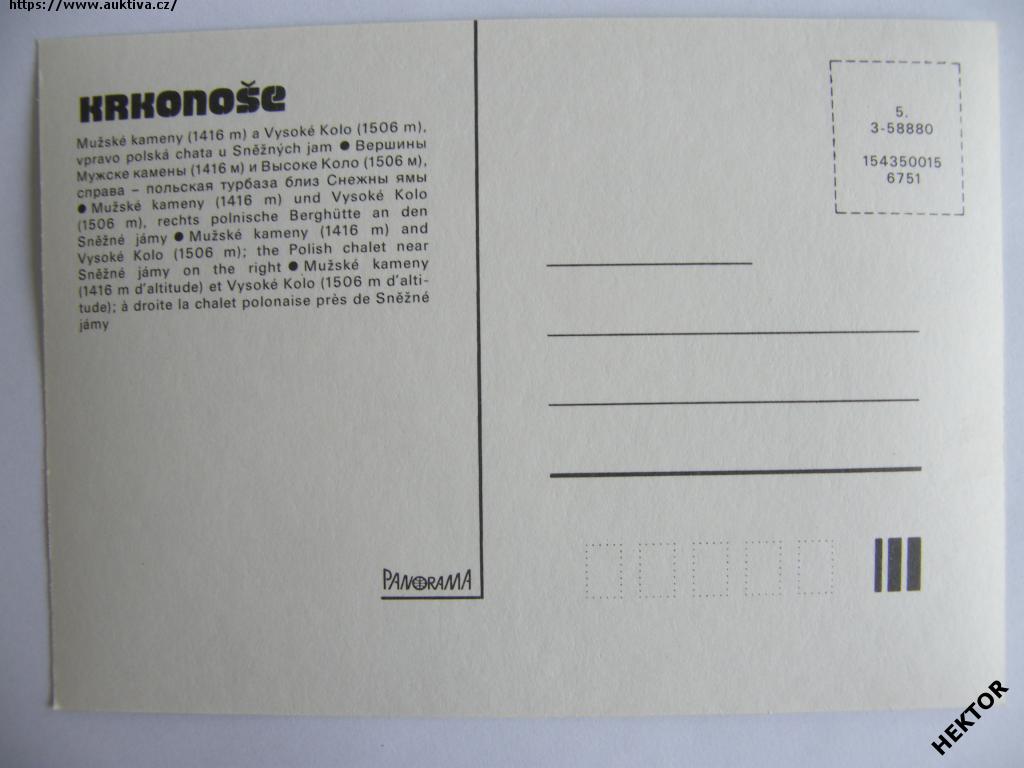 https://www.auktiva.cz/
KRKONOŠE
Mužské kameny (1416 m) a Vysoké Kolo (1506 m),
vpravo polská chata u Sněžných jam ● Вершины
Мужске камены (1416 м) и Высоке Коло (1506 м),
справа – польская турбаза близ Снежны ямы
● Mužské kameny (1416 m) und Vysoké Kolo
(1506 m), rechts polnische Berghütte an den
Sněžné jámy ● Mužské kameny (1416 m) and
Vysoké Kolo (1506 m); the Polish chalet near
Sněžné jámy on the right ● Mužské kameny
(1416 m d'altitude) et Vysoké Kolo (1506 m d'alti-
tude); à droite la chalet polonaise près de Sněžné
jámy
5.
3-58880
154350015
6751
PANORAMA
HEKTOR